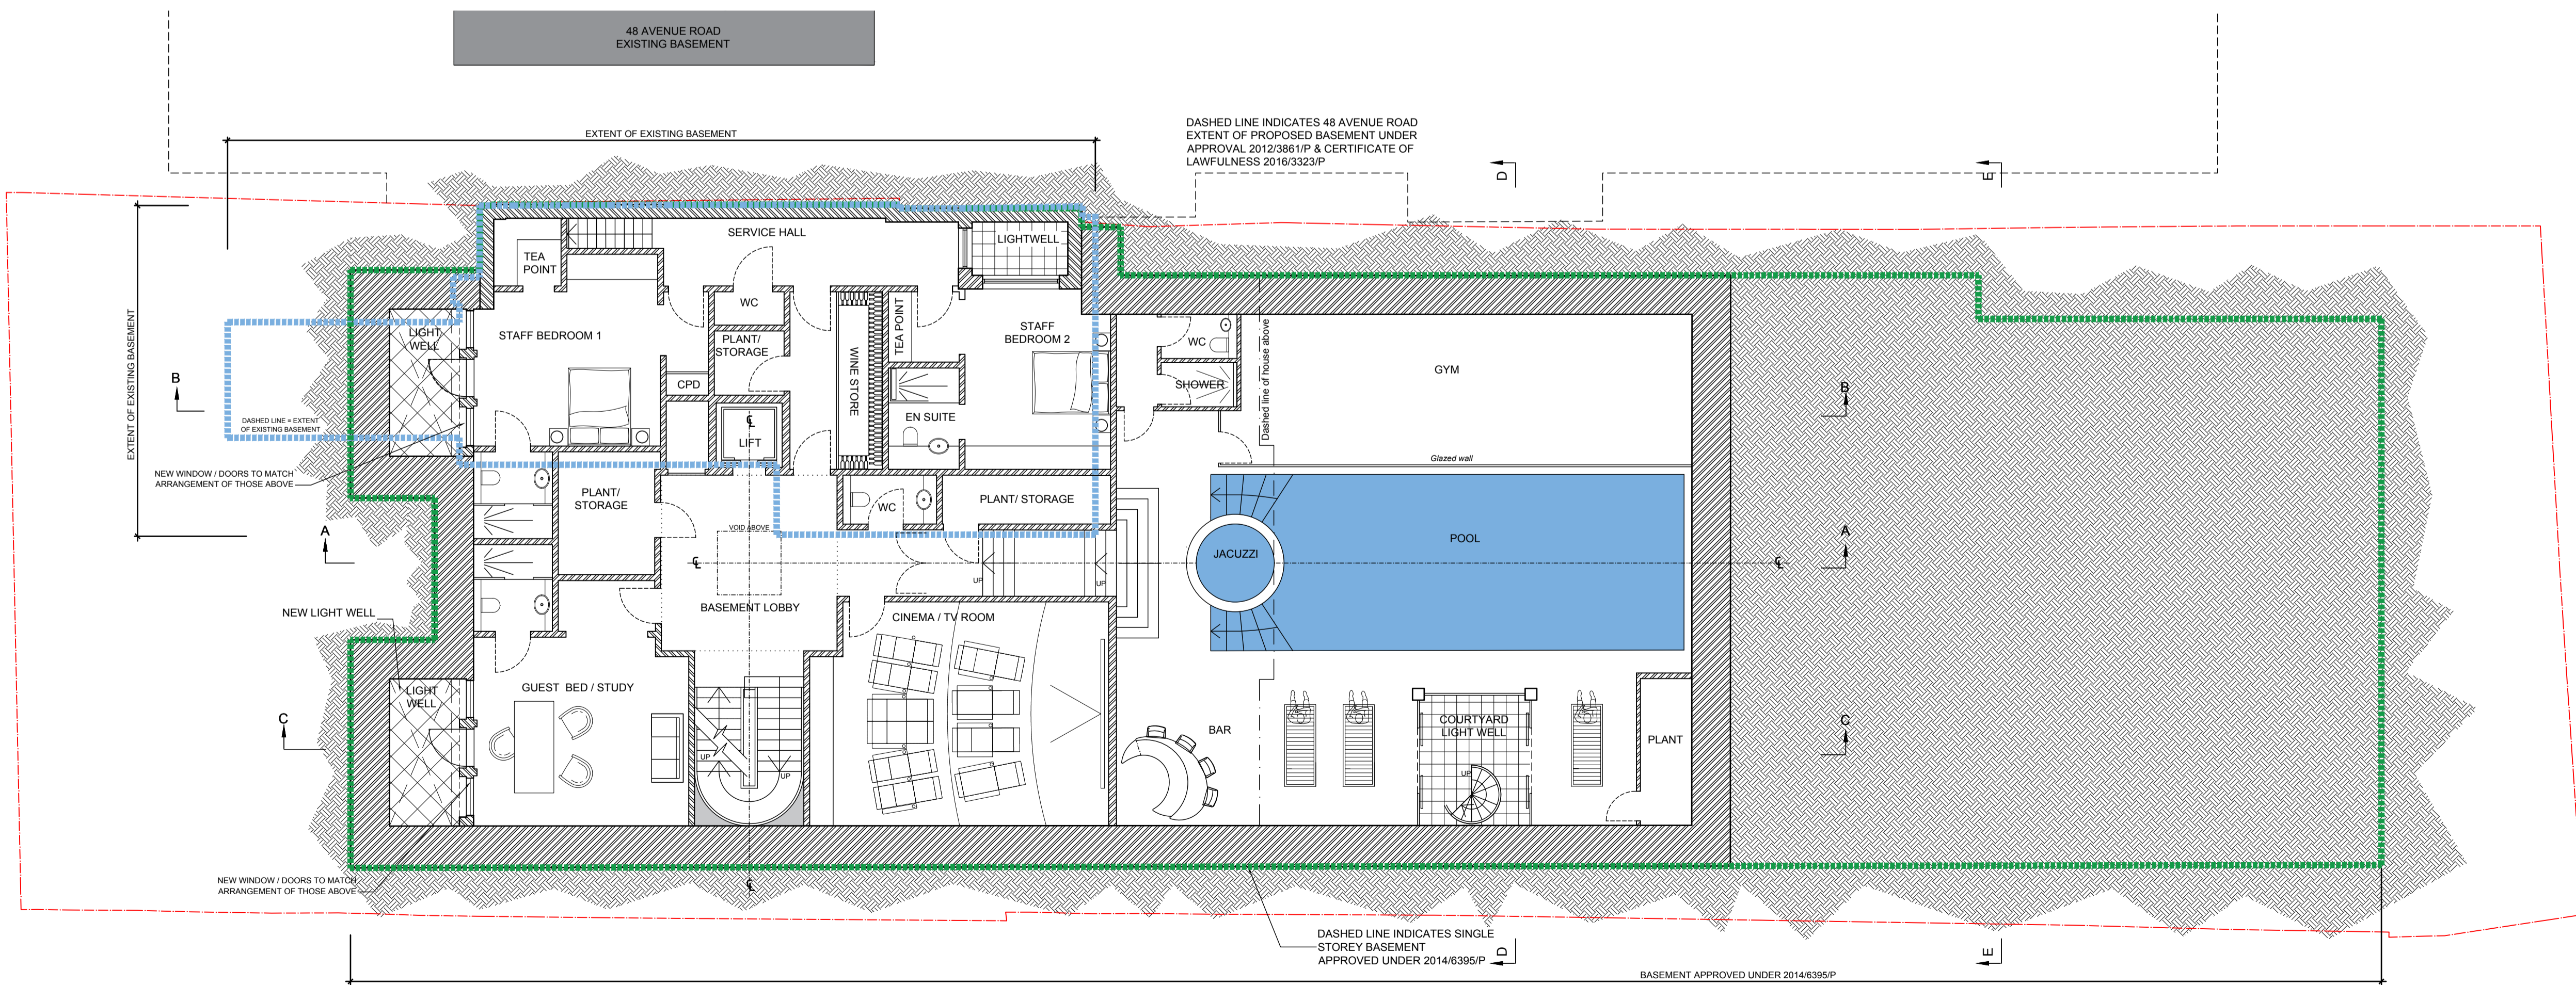 48 AVENUE ROAD
EXISTING BASEMENT
EXTENT OF EXISTING BASEMENT
DASHED LINE INDICATES 48 AVENUE ROAD
EXTENT OF PROPOSED BASEMENT UNDER
APPROVAL 2012/3861/P & CERTIFICATE OF
LAWFULNESS 2016/3323/P
D
E
EXTENT OF EXISTING BASEMENT
SERVICE HALL
LIGHTWELL
TEA
POINT
WC
LIGHT
WELL
STAFF BEDROOM 1
PLANT/
STORAGE
WINE STORE
TEA POINT
STAFF
BEDROOM 2
WC
SHOWER
Dashed line of house above
GYM
B
CPD
B
DASHED LINE = EXTENT
OF EXISTING BASEMENT
EN SUITE
℄
LIFT
Glazed wall
NEW WINDOW / DOORS TO MATCH
ARRANGEMENT OF THOSE ABOVE
PLANT/
STORAGE
WC
PLANT/ STORAGE
VOID ABOVE
A
POOL
A
JACUZZI
℄
℄
UP
UP
NEW LIGHT WELL
BASEMENT LOBBY
CINEMA / TV ROOM
LIGHT
WELL
GUEST BED / STUDY
C
BAR
COURTYARD
LIGHT WELL
PLANT
C
UP
UP
UP
NEW WINDOW / DOORS TO MATCH
ARRANGEMENT OF THOSE ABOVE
℄
DASHED LINE INDICATES SINGLE
STOREY BASEMENT
APPROVED UNDER 2014/6395/P
D
E
BASEMENT APPROVED UNDER 2014/6395/P